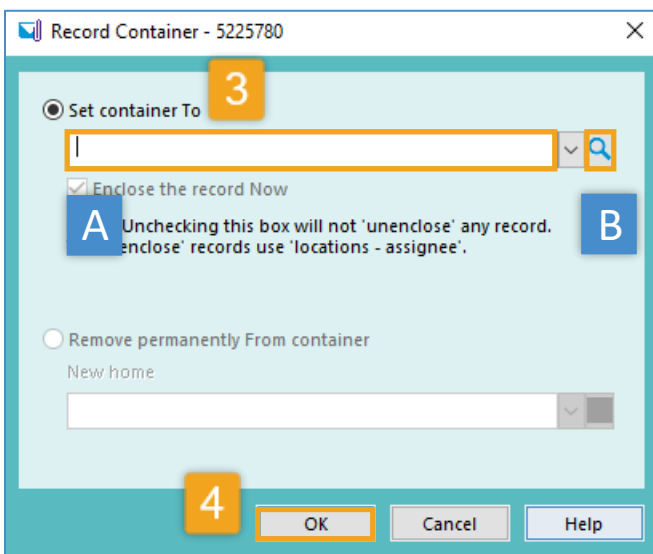 Record Container - 5225780
3
Set container To
Enclose the record Now
A
Unchecking this box will not 'unenclose' any record.
B
enclose' records use 'locations - assignee'.
Remove permanently From container
New home
4
OK
Cancel
Help